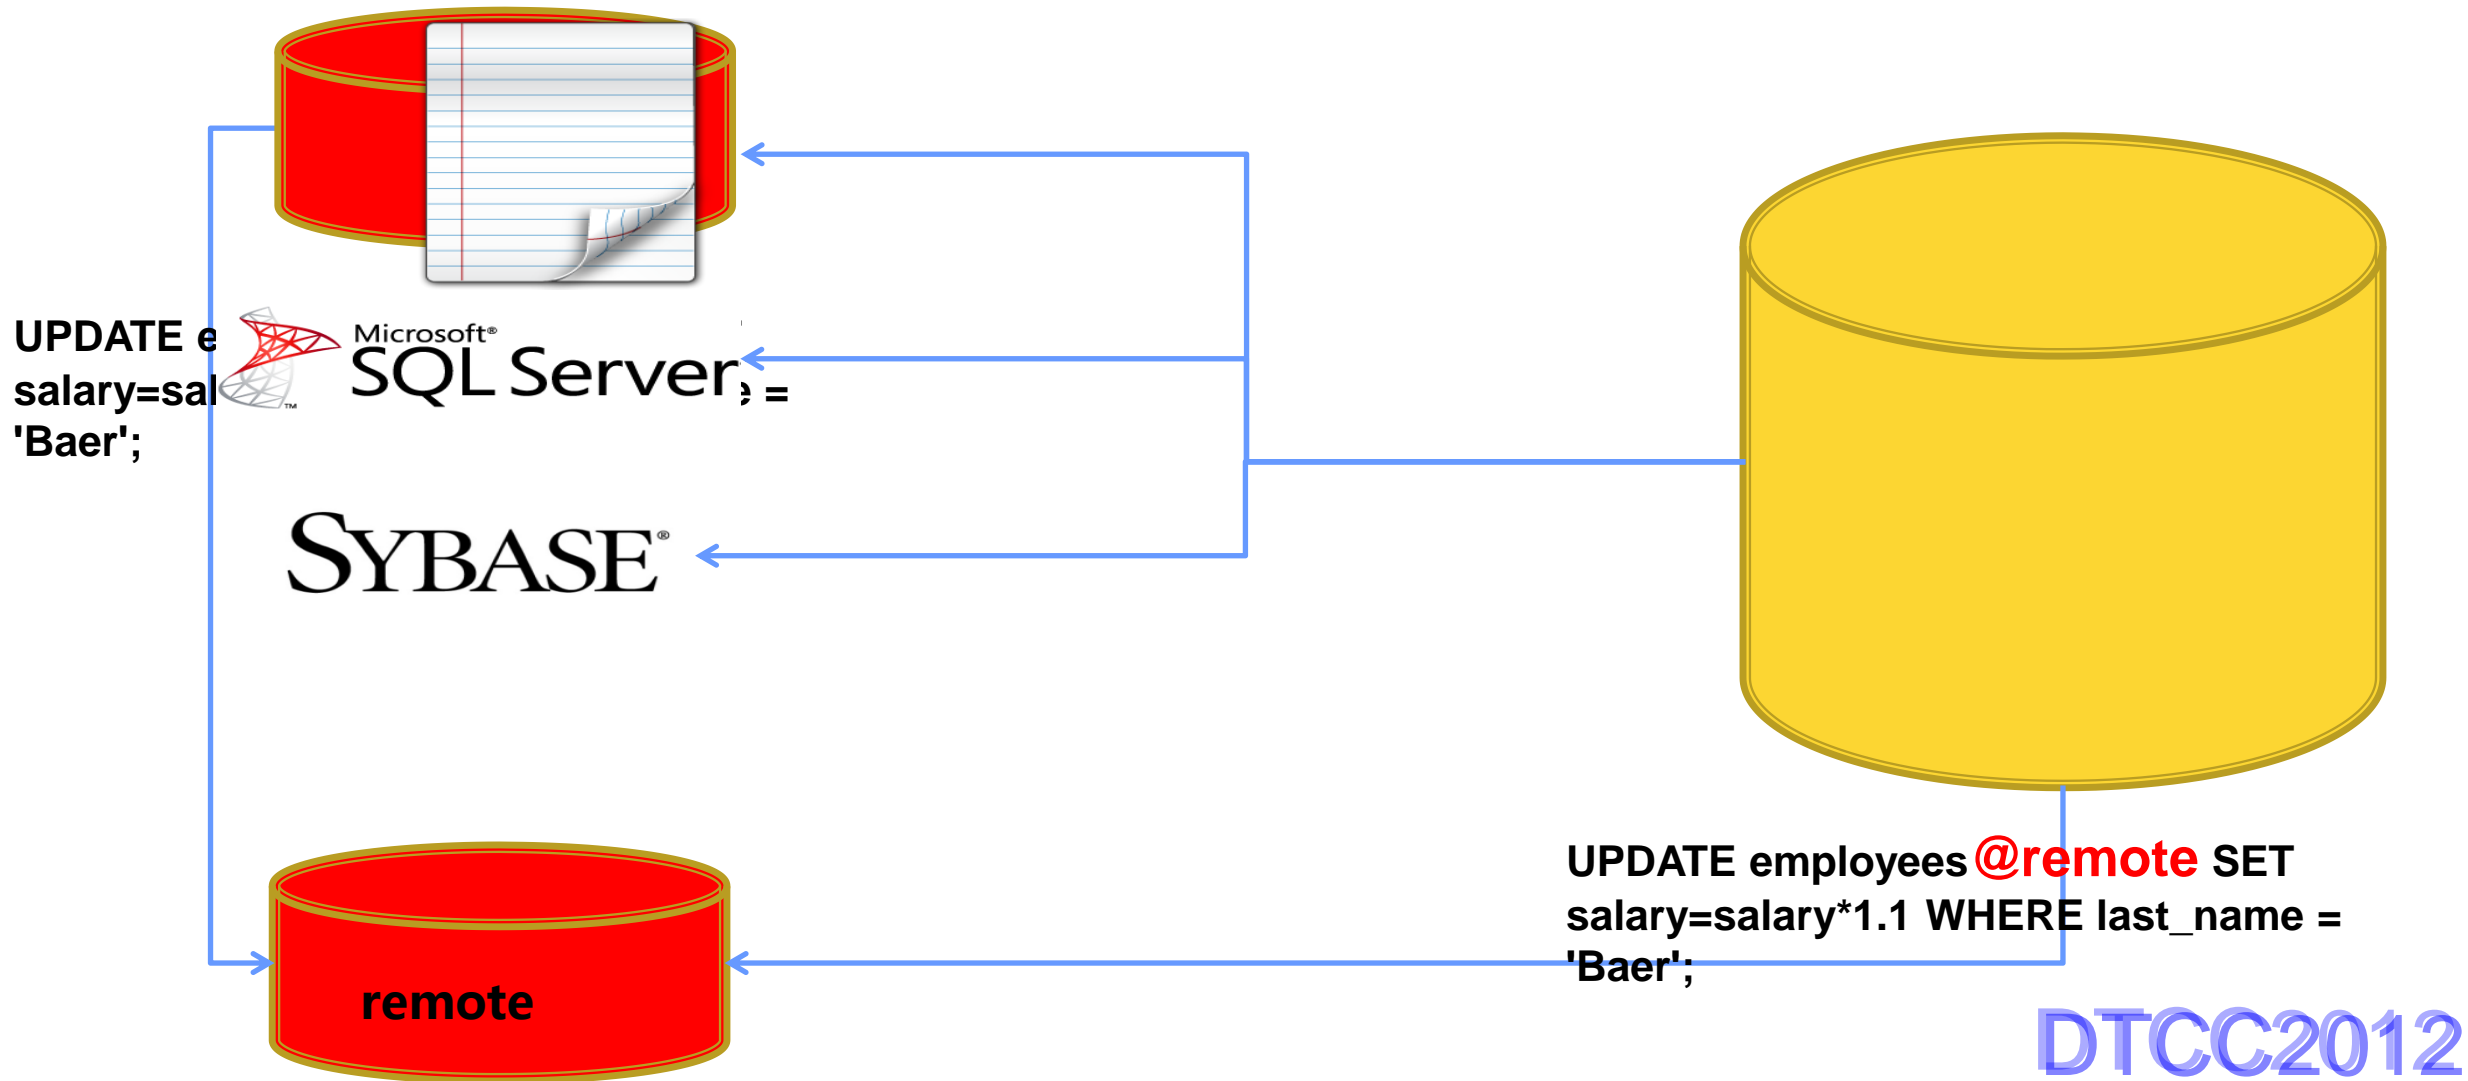 UPDATE e
salary=sal = 
'Baer';
Microsoft®
SQL Server
TM
SYBASE®
UPDATE employees@remote SET
salary=salary*1.1 WHERE last_name =
'Baer';
remote
DTCC2012